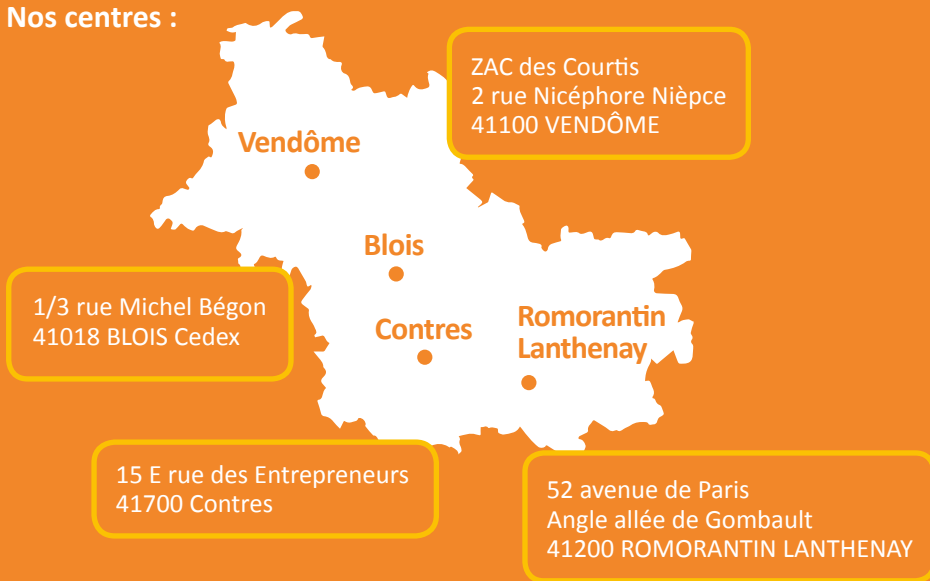 Nos centres :
ZAC des Courtis
2 rue Nicéphore Nièpce
41100 VENDÔME
Vendôme
Blois
1/3 rue Michel Bégon
41018 BLOIS Cedex
Contres
Romorantin
Lanthenay
15 E rue des Entrepreneurs
41700 Contres
52 avenue de Paris
Angle allée de Gombault
41200 ROMORANTIN LANTHENAY